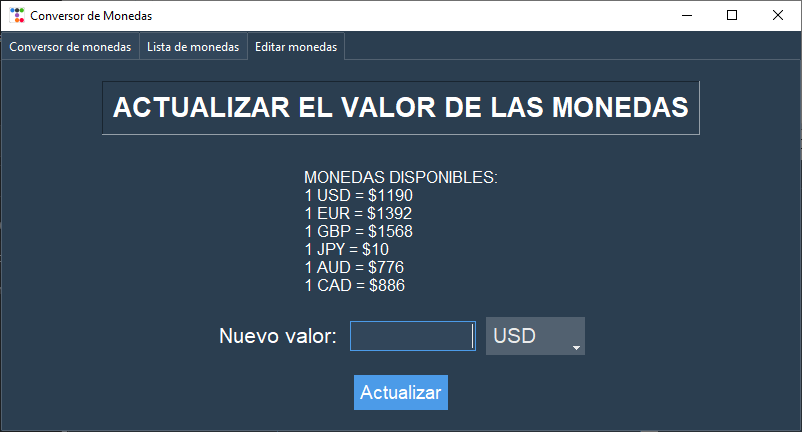 Conversor de Monedas
Conversor de monedas Lista de monedas Editar monedas
ACTUALIZAR EL VALOR DE LAS MONEDAS
MONEDAS DISPONIBLES:
1 USD = $1190
1 EUR = $1392
1 GBP = $1568
1 JPY = $10
1 AUD = $776
1 CAD = $886
Nuevo valor: USD
Actualizar